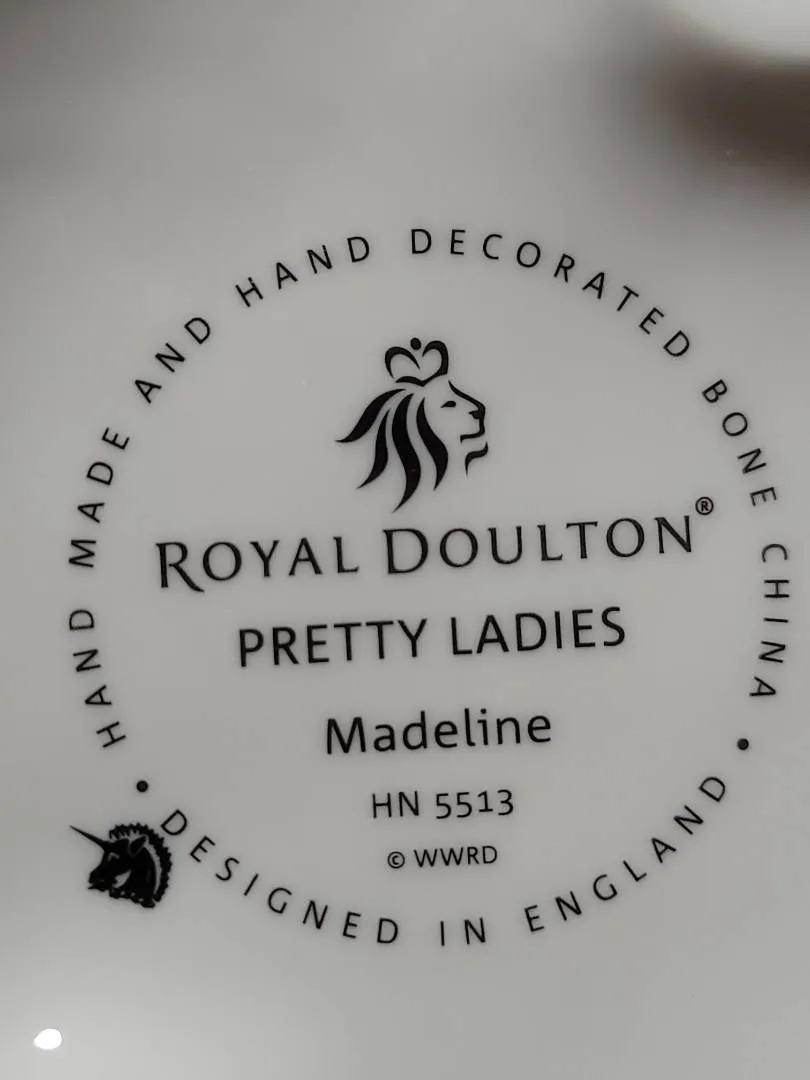 HAND MADE AND HAND DECORATED BONE CHINA
ROYAL DOULTON®
PRETTY LADIES
Madeline
HN 5513
© WWRD
• DESIGNED IN ENGLAND •